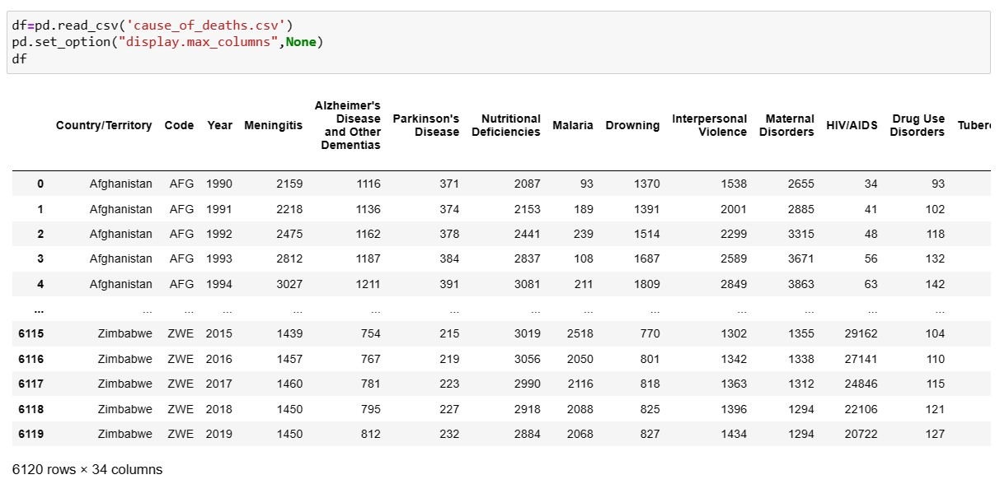 df=pd.read_csv('cause_of_deaths.csv')
pd.set_option("display.max_columns",None)
df
Country/Territory Code Year Meningitis Alzheimer's Disease and Other Dementias Parkinson's Disease Nutritional Deficiencies Malaria Drowning Interpersonal Violence Maternal Disorders HIV/AIDS Drug Use Disorders
0 Afghanistan AFG 1990 2159 1116 371 2087 93 1370 1538 2655 34 93
1 Afghanistan AFG 1991 2218 1136 374 2153 189 1391 2001 2885 41 102
2 Afghanistan AFG 1992 2475 1162 378 2441 239 1514 2299 3315 48 118
3 Afghanistan AFG 1993 2812 1187 384 2837 108 1687 2589 3671 56 132
4 Afghanistan AFG 1994 3027 1211 391 3081 211 1809 2849 3863 63 142
... ... ... ... ... ... ... ... ... ... ... ... ... ...
6115 Zimbabwe ZWE 2015 1439 754 215 3019 2518 770 1302 1355 29162 104
6116 Zimbabwe ZWE 2016 1457 767 219 3056 2050 801 1342 1338 27141 110
6117 Zimbabwe ZWE 2017 1460 781 223 2990 2116 818 1363 1312 24846 115
6118 Zimbabwe ZWE 2018 1450 795 227 2918 2088 825 1396 1294 22106 121
6119 Zimbabwe ZWE 2019 1450 812 232 2884 2068 827 1434 1294 20722 127
6120 rows × 34 columns